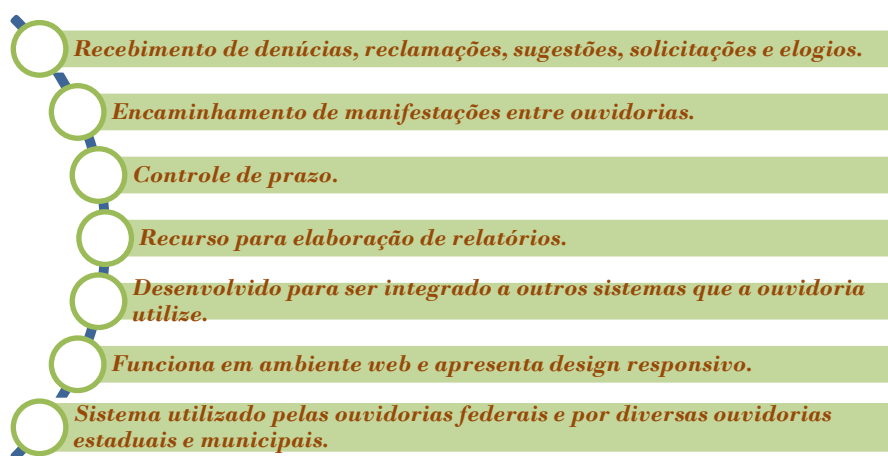 Recebimento de denúcias, reclamações, sugestões, solicitações e elogios.
Encaminhamento de manifestações entre ouvidorias.
Controle de prazo.
Recurso para elaboração de relatórios.
Desenvolvido para ser integrado a outros sistemas que a ouvidoria
utilize.
Funciona em ambiente web e apresenta design responsivo.
Sistema utilizado pelas ouvidorias federais e por diversas ouvidorias
estaduais e municipais.